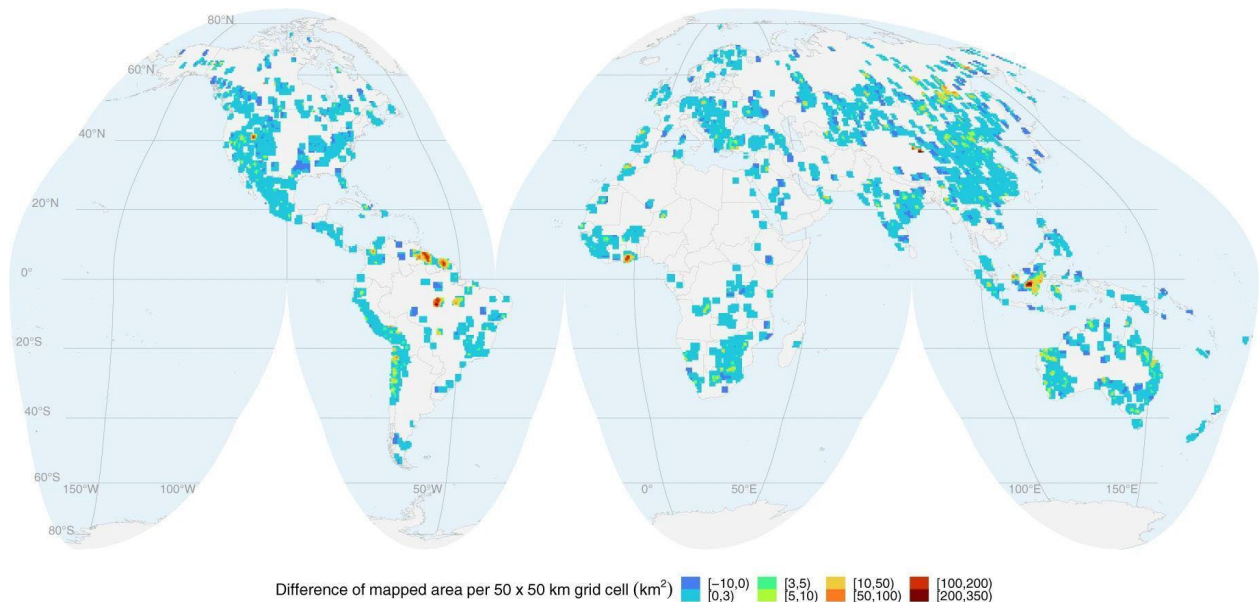 80°N
60°N
40°N
20°N
0°
20°S
40°S
60°S
150°W 100°W 50°W 0° 50°E 100°E 150°E
80°S
Difference of mapped area per 50 x 50 km grid cell (km²) [−10,0) [3,5) [10,50) [100,200)
[0,3) [5,10) [50,100) [200,350)